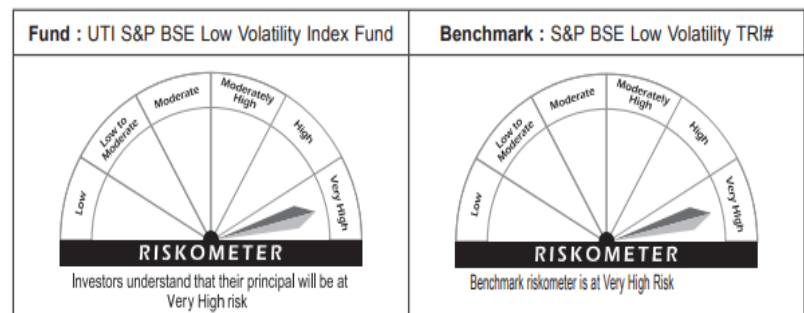 Fund : UTI S&P BSE Low Volatility Index Fund
Benchmark : S&P BSE Low Volatility TRI#
Low
Low to
Moderate
Moderate
Moderately
High
High
Very High
RISKOMETER
Investors understand that their principal will be at
Very High risk
Low
Low to
Moderate
Moderate
Moderately
High
High
Very High
RISKOMETER
Benchmark riskometer is at Very High Risk